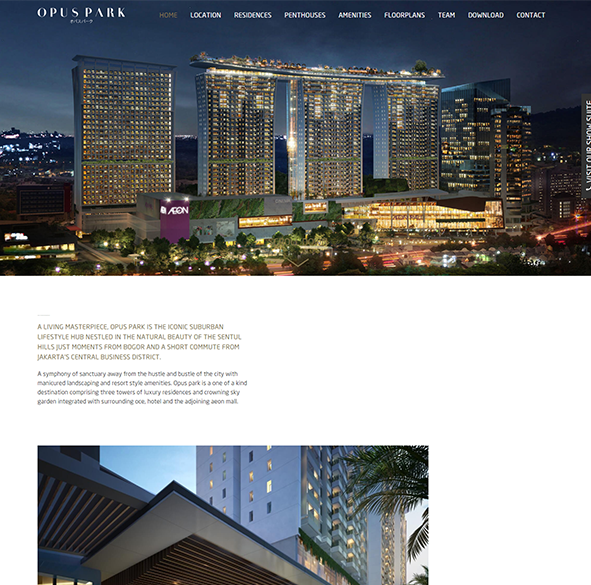 OPUS PARK
オパスパーク
HOME LOCATION RESIDENCES PENTHOUSES AMENITIES FLOORPLANS TEAM DOWNLOAD CONTACT
VISIT OUR SHOW SUITE
AEON
A LIVING MASTERPIECE, OPUS PARK IS THE ICONIC SUBURBAN
LIFESTYLE HUB NESTLED IN THE NATURAL BEAUTY OF THE SENTUL
HILLS JUST MOMENTS FROM BOGOR AND A SHORT COMMUTE FROM
JAKARTA'S CENTRAL BUSINESS DISTRICT.
A symphony of sanctuary away from the hustle and bustle of the city with
manicured landscaping and resort style amenities. Opus park is a one of a kind
destination comprising three towers of luxury residences and crowning sky
garden integrated with surrounding oce, hotel and the adjoining aeon mall.